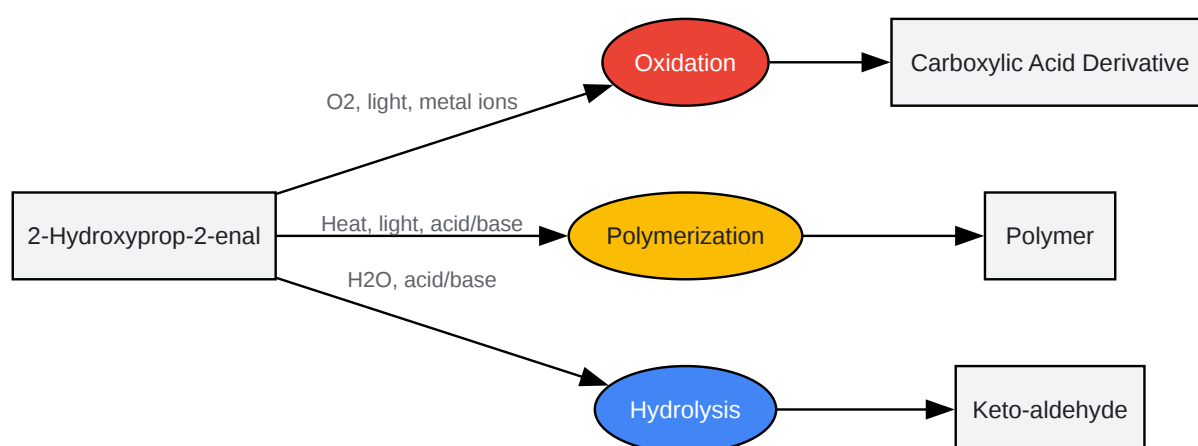 Oxidation
Carboxylic Acid Derivative
O2, light, metal ions
2-Hydroxyprop-2-enal
Heat, light, acid/base
Polymerization
Polymer
H2O, acid/base
Hydrolysis
Keto-aldehyde